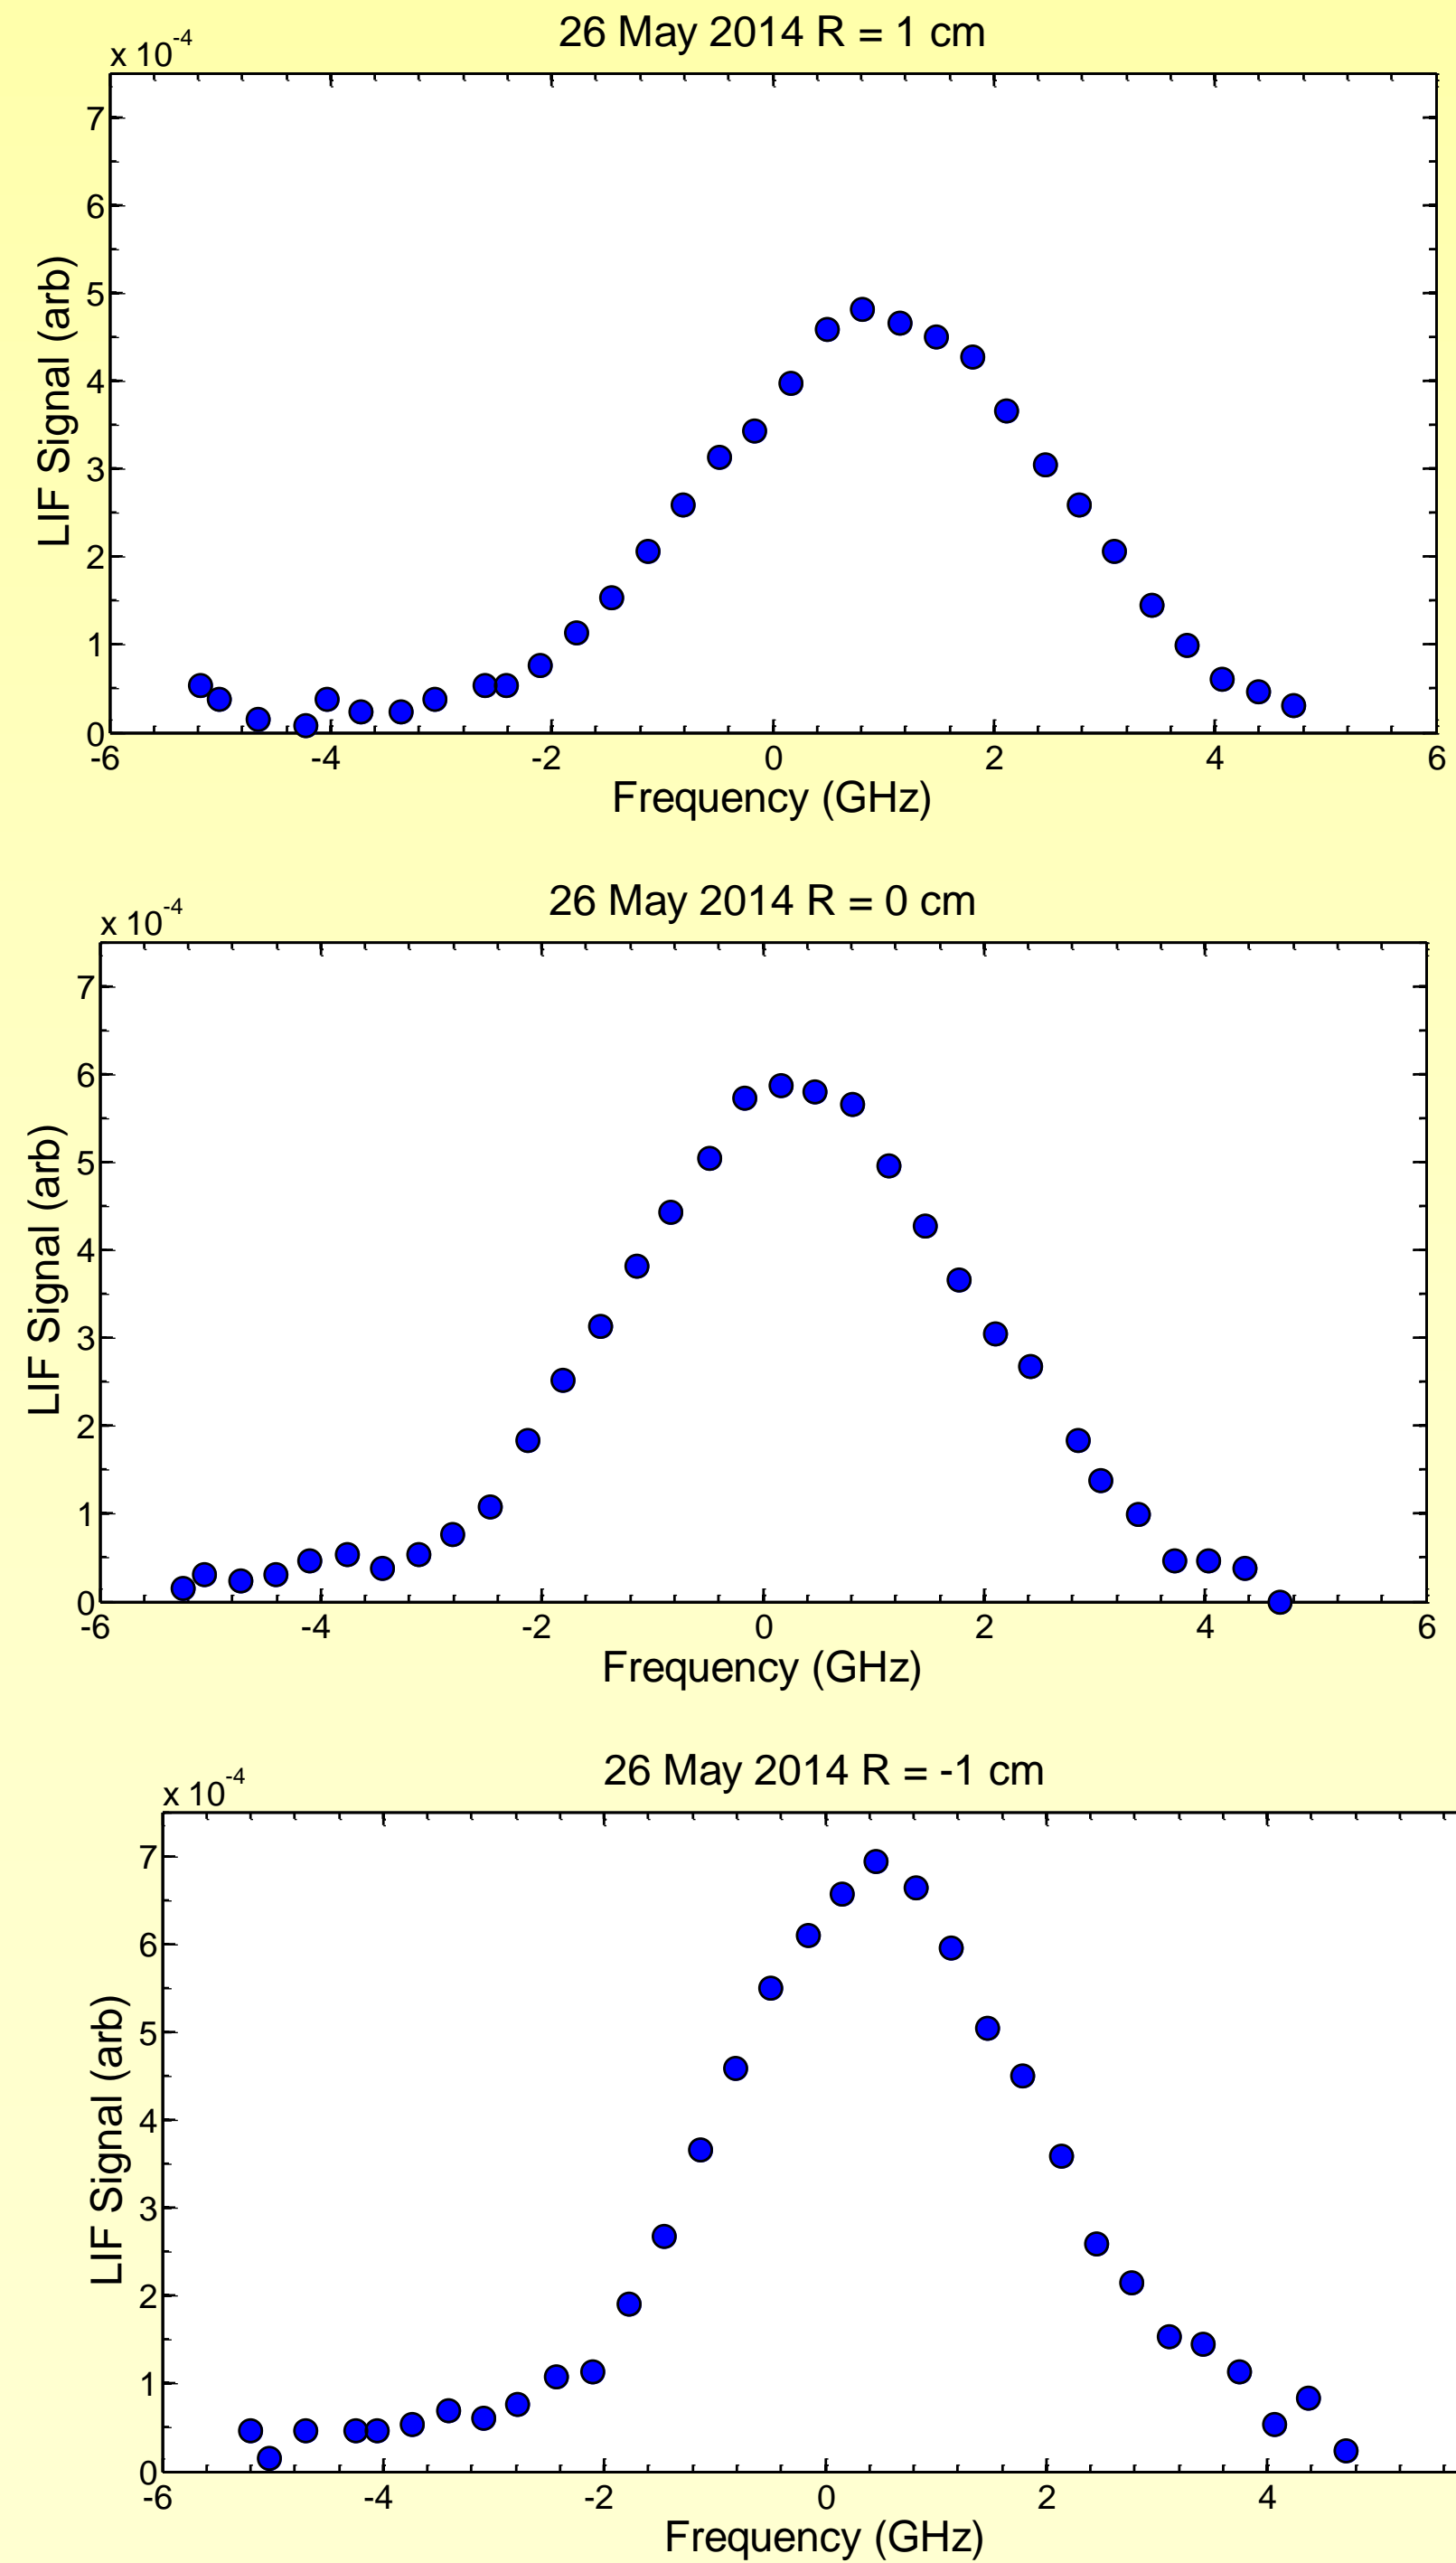 26 May 2014 R = 1 cm
x 10-4
7
6
5
4
3
2
1
0
LIF Signal (arb)
-6 -4 -2 0 2 4 6
Frequency (GHz)
26 May 2014 R = 0 cm
x 10-4
7
6
5
4
3
2
1
0
LIF Signal (arb)
-6 -4 -2 0 2 4 6
Frequency (GHz)
26 May 2014 R = -1 cm
x 10-4
7
6
5
4
3
2
1
0
LIF Signal (arb)
-6 -4 -2 0 2 4
Frequency (GHz)